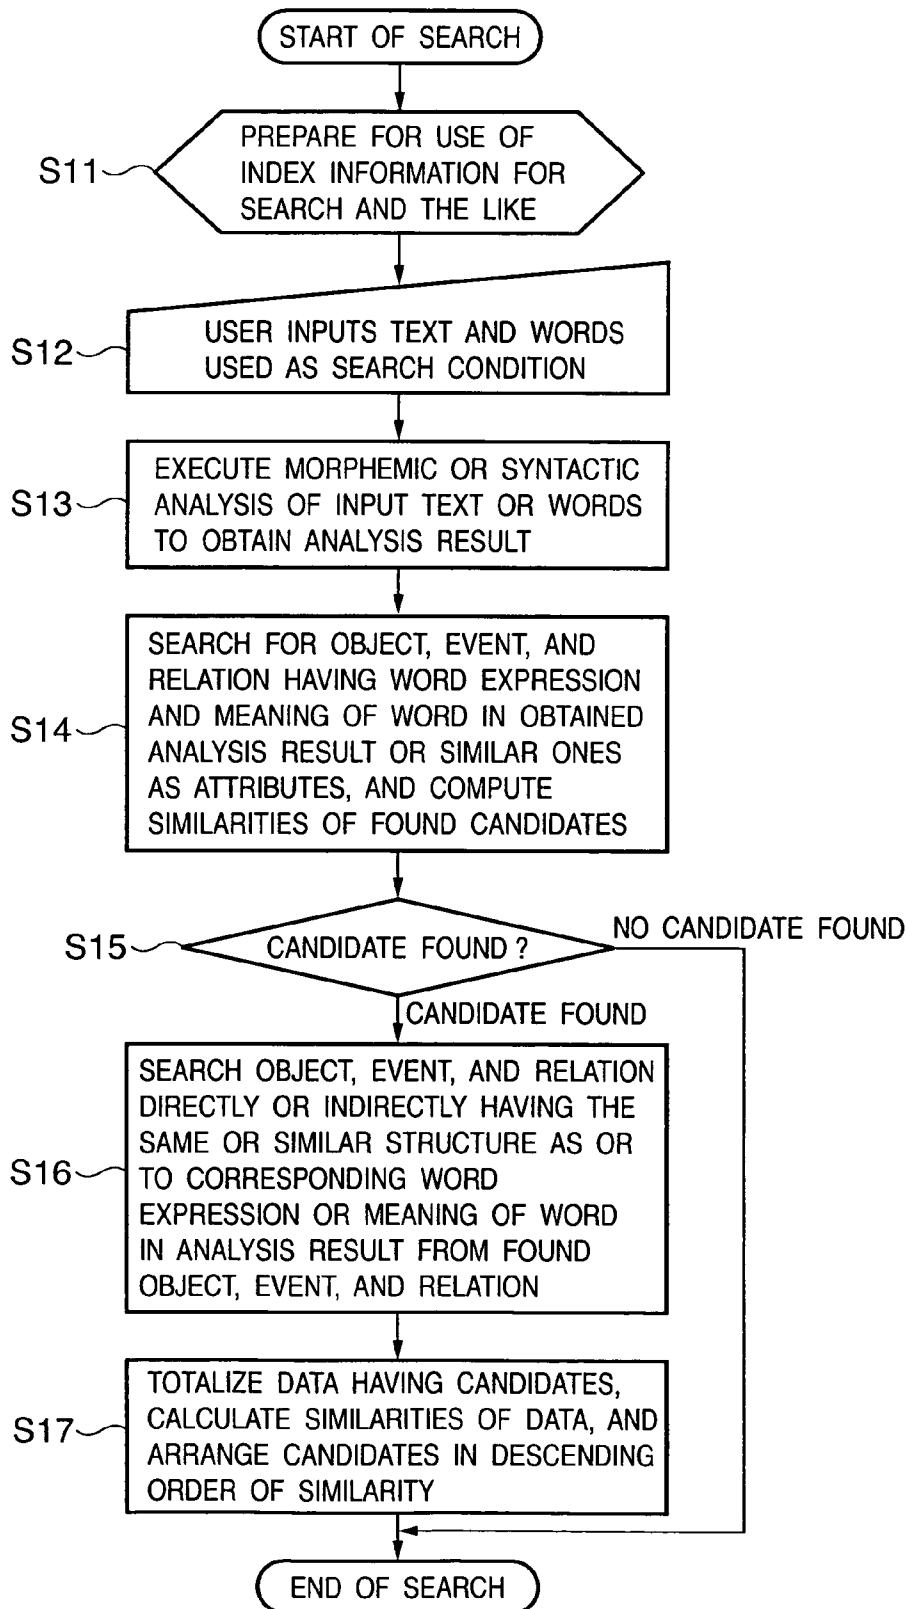 START OF SEARCH
S11
PREPARE FOR USE OF
INDEX INFORMATION FOR
SEARCH AND THE LIKE
S12
USER INPUTS TEXT AND WORDS
USED AS SEARCH CONDITION
S13
EXECUTE MORPHEMIC OR SYNTACTIC
ANALYSIS OF INPUT TEXT OR WORDS
TO OBTAIN ANALYSIS RESULT
S14
SEARCH FOR OBJECT, EVENT, AND
RELATION HAVING WORD EXPRESSION
AND MEANING OF WORD IN OBTAINED
ANALYSIS RESULT OR SIMILAR ONES
AS ATTRIBUTES, AND COMPUTE
SIMILARITIES OF FOUND CANDIDATES
S15
CANDIDATE FOUND ?
NO CANDIDATE FOUND
CANDIDATE FOUND
S16
SEARCH OBJECT, EVENT, AND RELATION
DIRECTLY OR INDIRECTLY HAVING THE
SAME OR SIMILAR STRUCTURE AS OR
TO CORRESPONDING WORD
EXPRESSION OR MEANING OF WORD
IN ANALYSIS RESULT FROM FOUND
OBJECT, EVENT, AND RELATION
S17
TOTALIZE DATA HAVING CANDIDATES,
CALCULATE SIMILARITIES OF DATA, AND
ARRANGE CANDIDATES IN DESCENDING
ORDER OF SIMILARITY
END OF SEARCH